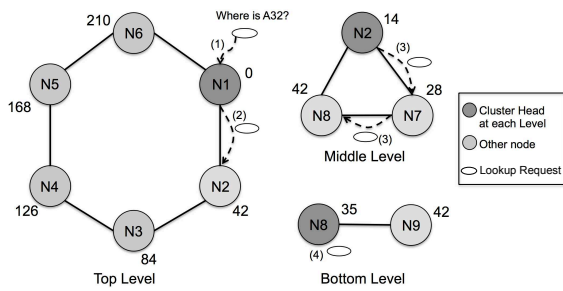 Where is A32?
210
N6
(1)
N1
0
N5
168
(2)
N4
126
N2
42
N3
84
Top Level
N2
14
(3)
42
N8
28
N7
(3)
Middle Level
N8
35
N9
42
(4)
Bottom Level
Cluster Head
at each Level
Other node
Lookup Request